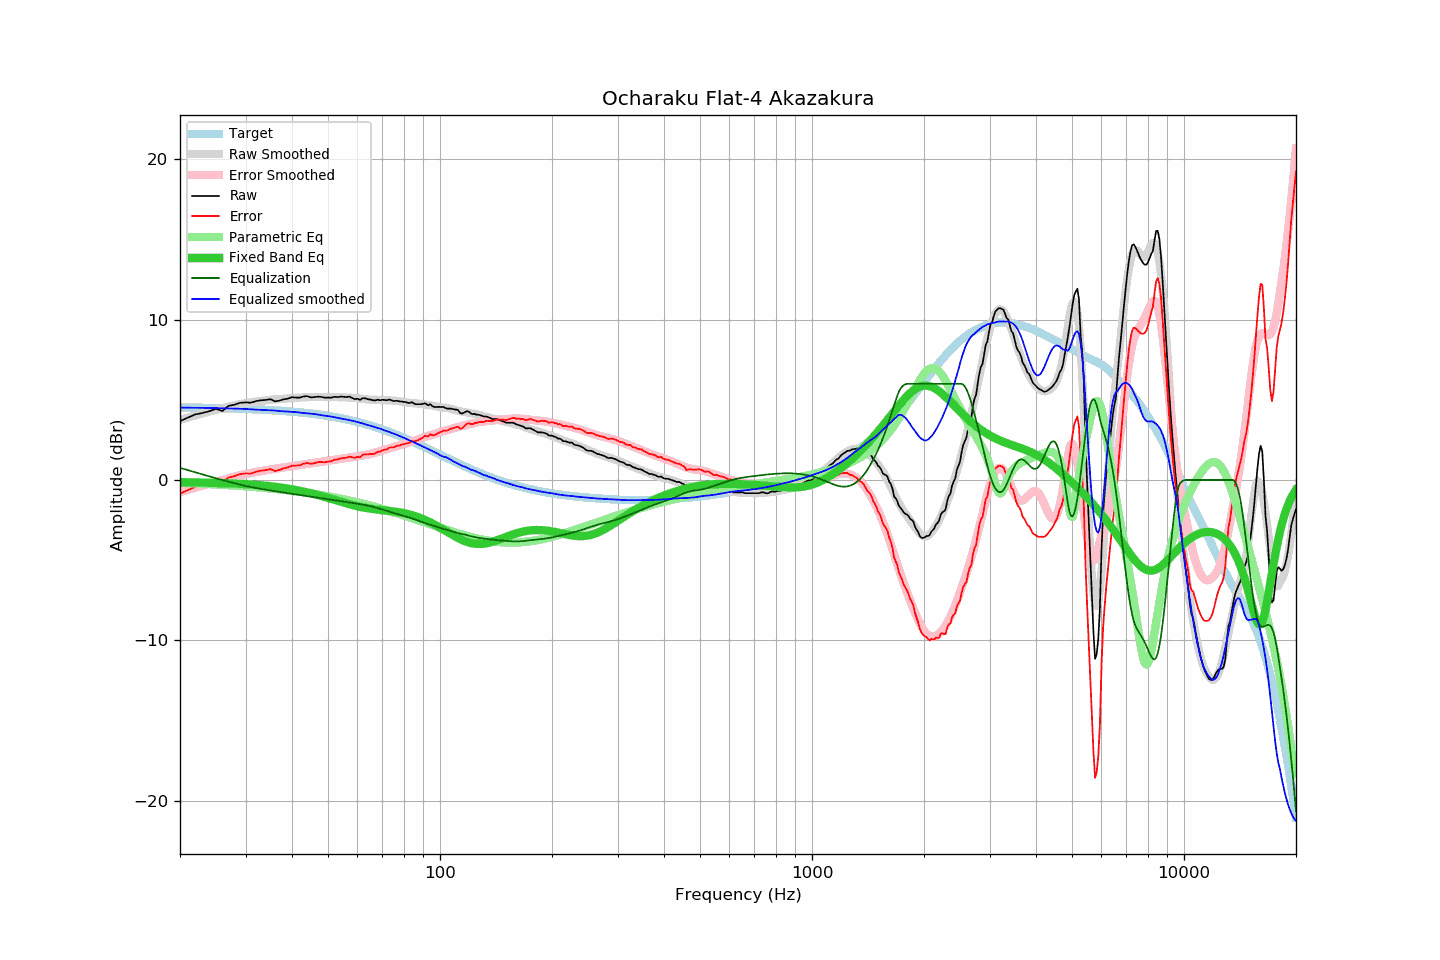 Ocharaku Flat-4 Akazakura
Target
Raw Smoothed
Error Smoothed
Raw
Error
Parametric Eq
Fixed Band Eq
Equalization
Equalized smoothed
20
10
0
−10
−20
Amplitude (dBr)
100
1000
10000
Frequency (Hz)